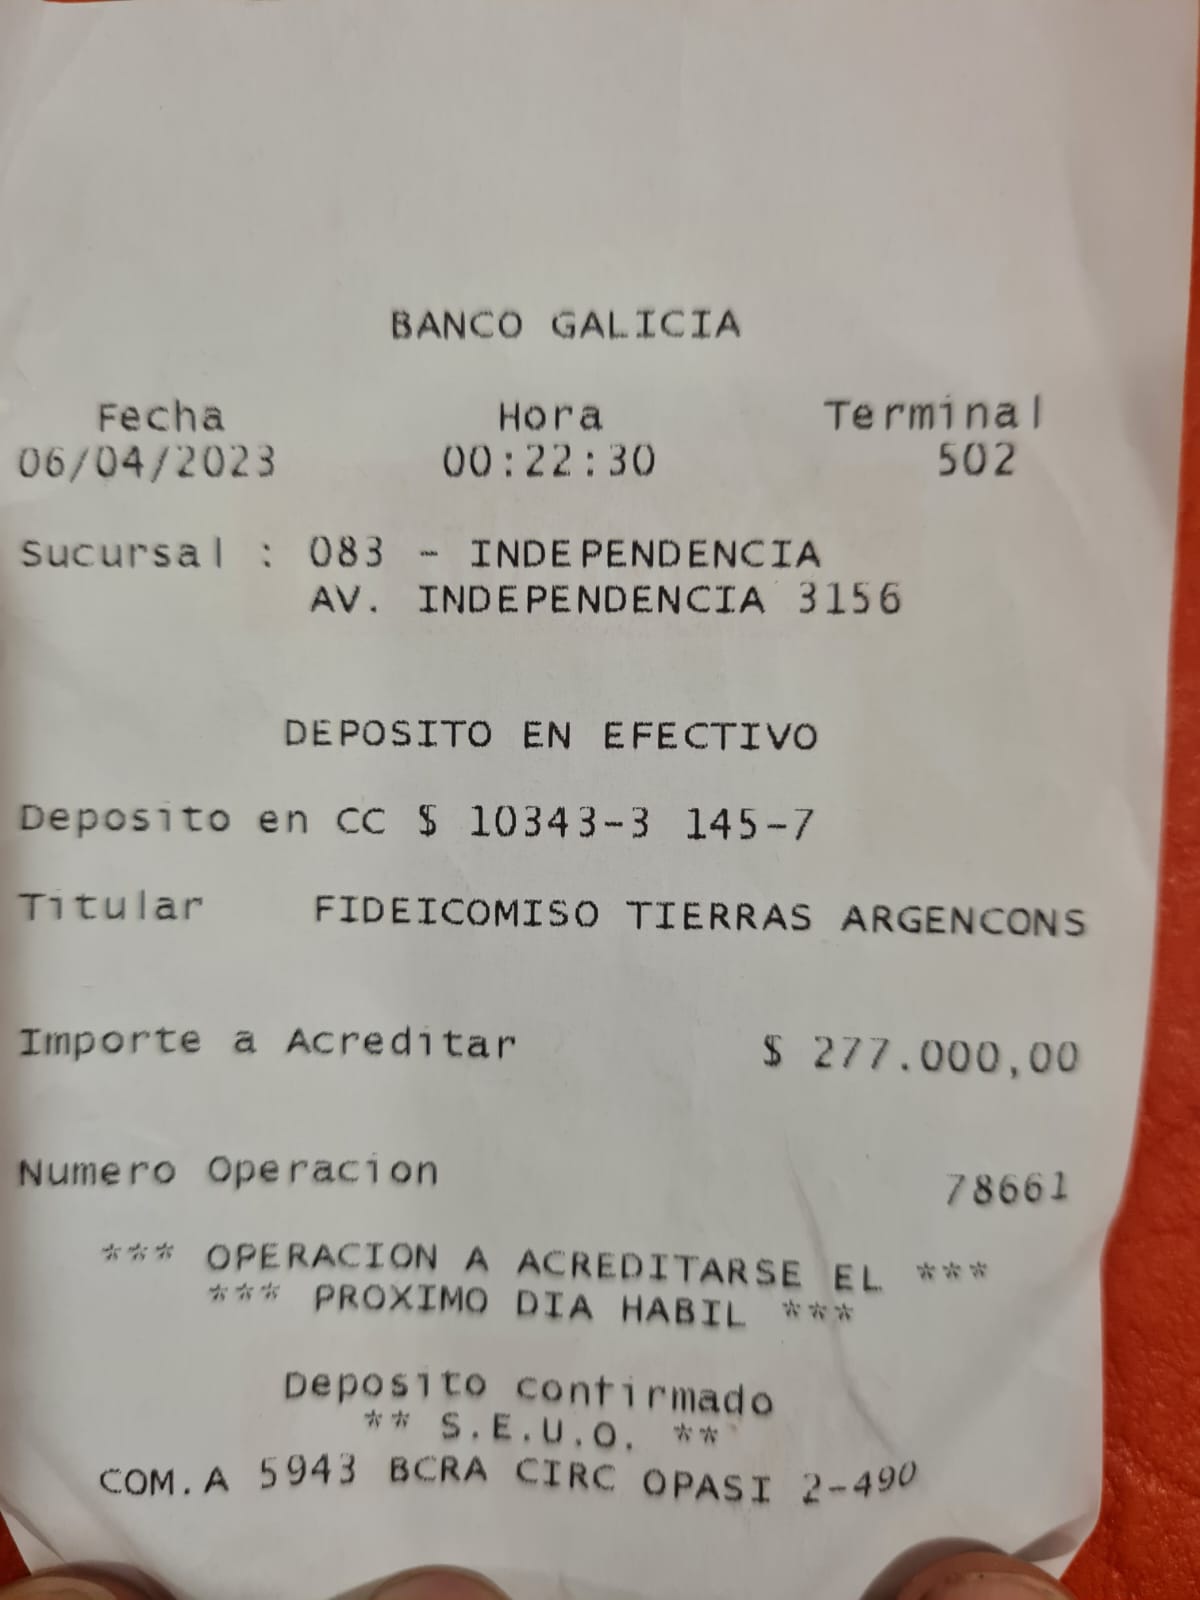 BANCO GALICIA
Fecha Hora Terminal
06/04/2023 00:22:30 502
Sucursal : 083 - INDEPENDENCIA
AV. INDEPENDENCIA 3156
DEPOSITO EN EFECTIVO
Deposito en CC $ 10343-3 145-7
Titular FIDEICOMISO TIERRAS ARGENCONS
Importe a Acreditar $ 277.000,00
Numero Operacion 78661
*** OPERACION A ACREDITARSE EL ***
*** PROXIMO DIA HABIL ***
Deposito confirmado
** S.E.U.O. **
COM.A 5943 BCRA CIRC OPASI 2-490